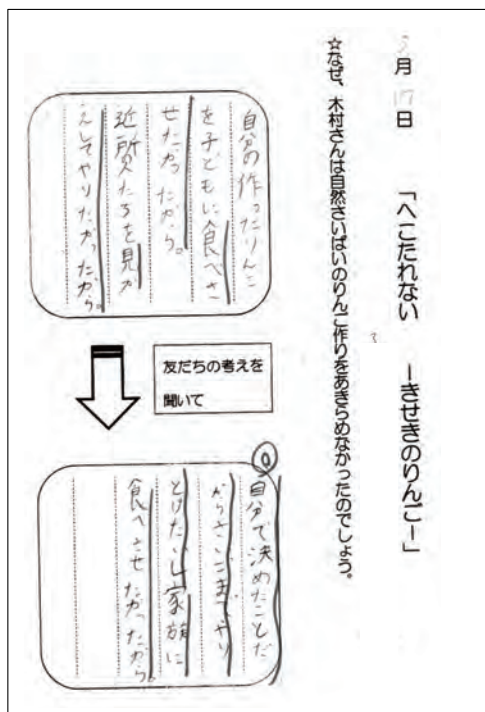 月17日 「へこたれない ーきせきのりんごー」
☆なぜ、木村さんは自然さいばいのりんご作りをあきらめなかったのでしょう。
自分の作ったりんご
を子どもに食べさ
せたかったから。
近所の人たちを見か
えしてやりたかったから。
友だちの考えを
聞いて
自分で決めたことだ
からさいごまでやり
とげたいし家族に
食べさせたかったから。